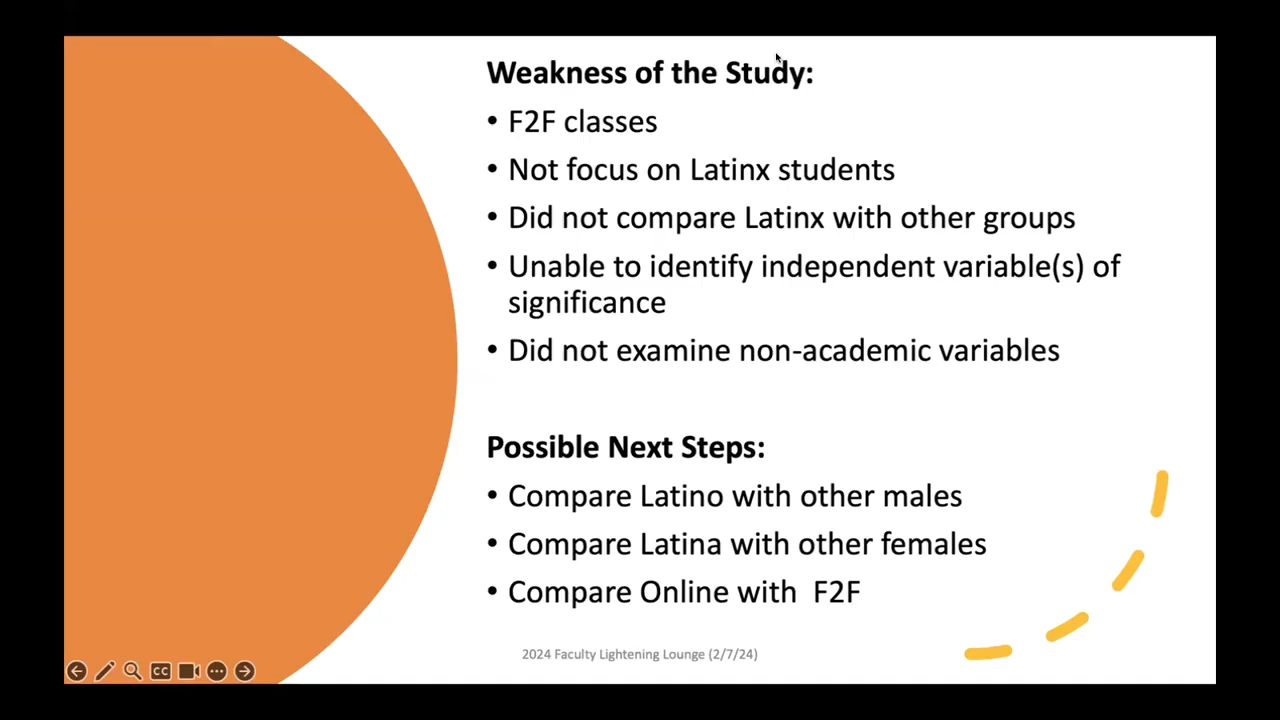 Weakness of the Study:
• F2F classes
• Not focus on Latinx students
• Did not compare Latinx with other groups
• Unable to identify independent variable(s) of
significance
• Did not examine non-academic variables
Possible Next Steps:
• Compare Latino with other males
• Compare Latina with other females
• Compare Online with  F2F
2024 Faculty Lightening Lounge (2/7/24)
CC